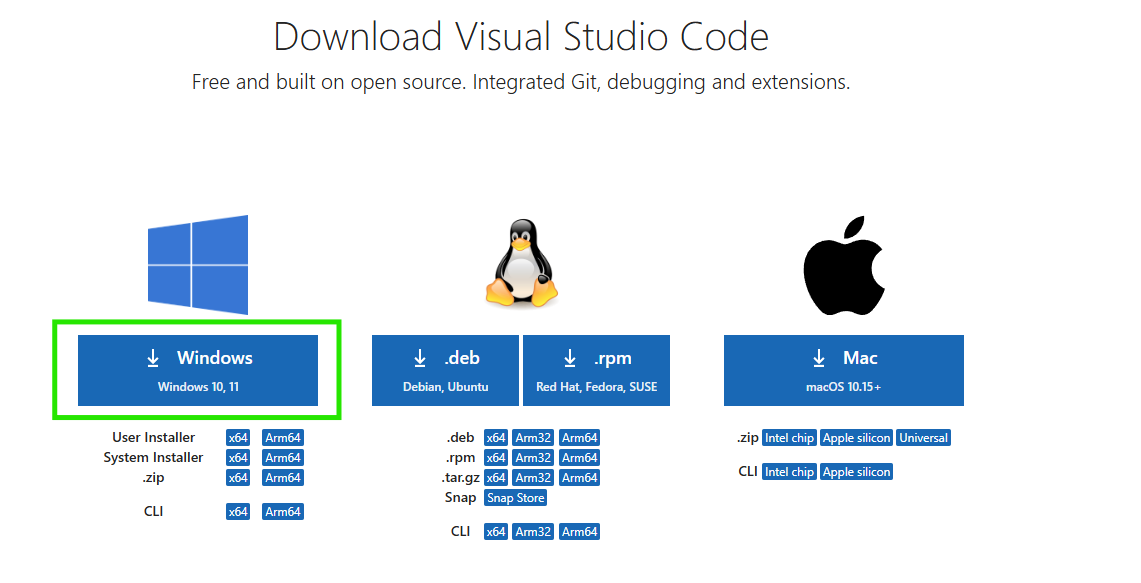 Download Visual Studio Code
Free and built on open source. Integrated Git, debugging and extensions.
Windows
Windows 10, 11
User Installer x64 Arm64
System Installer x64 Arm64
.zip x64 Arm64
CLI x64 Arm64
.deb
Debian, Ubuntu
.rpm
Red Hat, Fedora, SUSE
.deb x64 Arm32 Arm64
.rpm x64 Arm32 Arm64
.tar.gz x64 Arm32 Arm64
Snap Snap Store
CLI x64 Arm32 Arm64
Mac
macOS 10.15+
.zip Intel chip Apple silicon Universal
CLI Intel chip Apple silicon